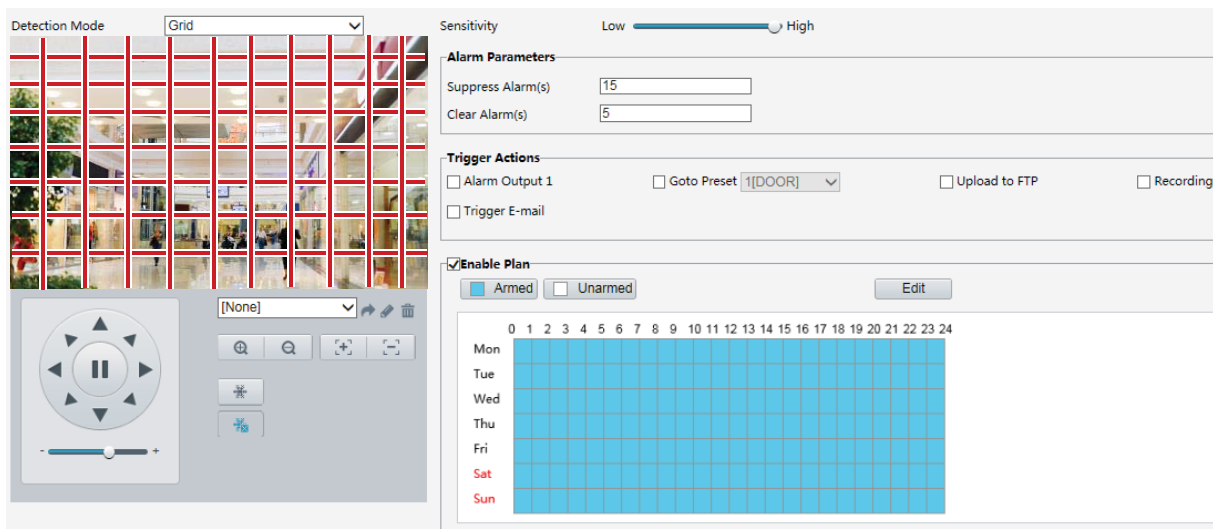 Detection Mode Grid
Sensitivity Low High
Alarm Parameters
Suppress Alarm(s) 15
Clear Alarm(s) 5
Trigger Actions
Alarm Output 1 Goto Preset 1[DOOR] Upload to FTP Recording
Trigger E-mail
Enable Plan
Armed Unarmed Edit
[None]
0 1 2 3 4 5 6 7 8 9 10 11 12 13 14 15 16 17 18 19 20 21 22 23 24
Mon
Tue
Wed
Thu
Fri
Sat
Sun
- +